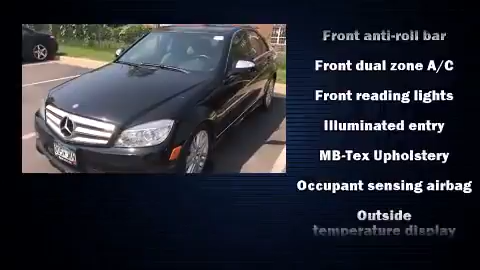 Front anti-roll bar
Front dual zone A/C
Front reading lights
Illuminated entry
MB-Tex Upholstery
Occupant sensing airbag
Outside
temperature display